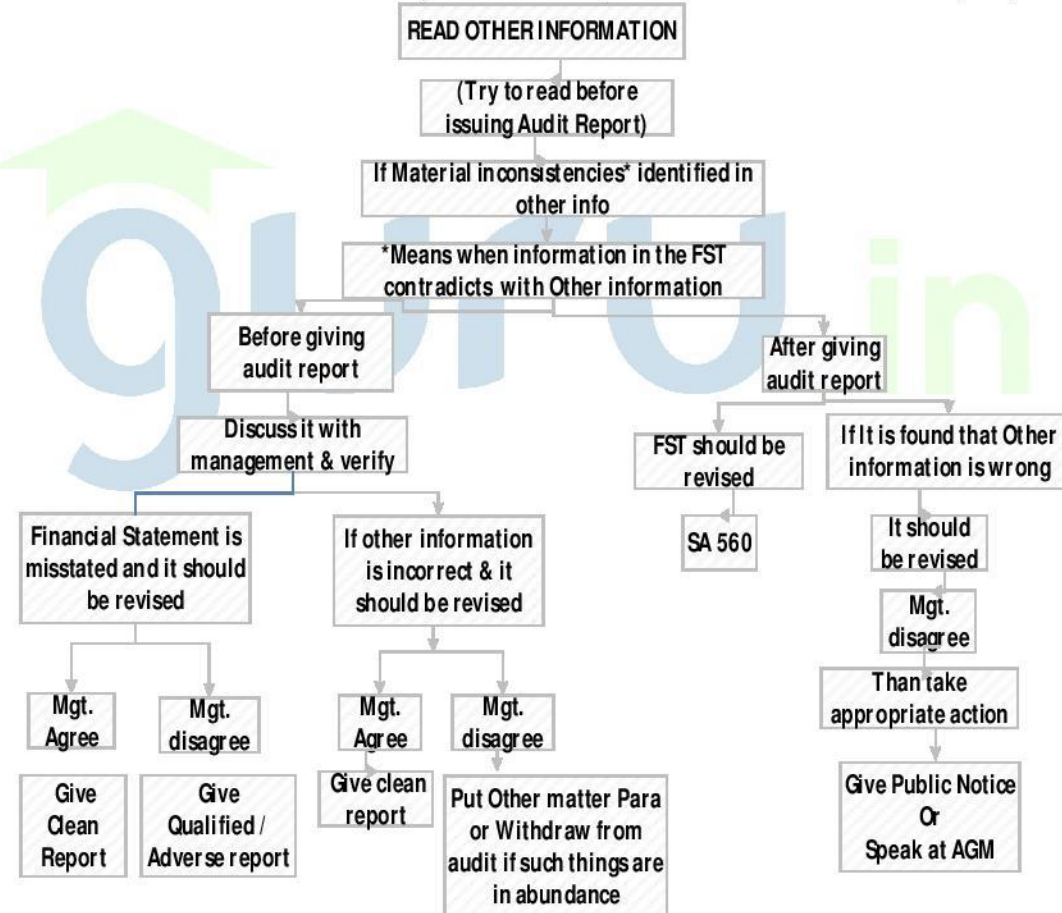 READ OTHER INFORMATION
(Try to read before
issuing Audit Report)
If Material inconsistencies* identified in
other info
*Means when information in the FST
contradicts with Other information
Before giving
audit report
After giving
audit report
Discuss it with
management & verify
FST should be
revised
If It is found that Other
information is wrong
Financial Statement is
misstated and it should
be revised
If other information
is incorrect & it
should be revised
SA 560
It should
be revised
Mgt.
disagree
Mgt.
Agree
Mgt.
disagree
Mgt.
Agree
Mgt.
disagree
Than take
appropriate action
Give
Clean
Report
Give
Qualified /
Adverse report
Give clean
report
Put Other matter Para
or Withdraw from
audit if such things are
in abundance
Give Public Notice
Or
Speak at AGM
guru.in